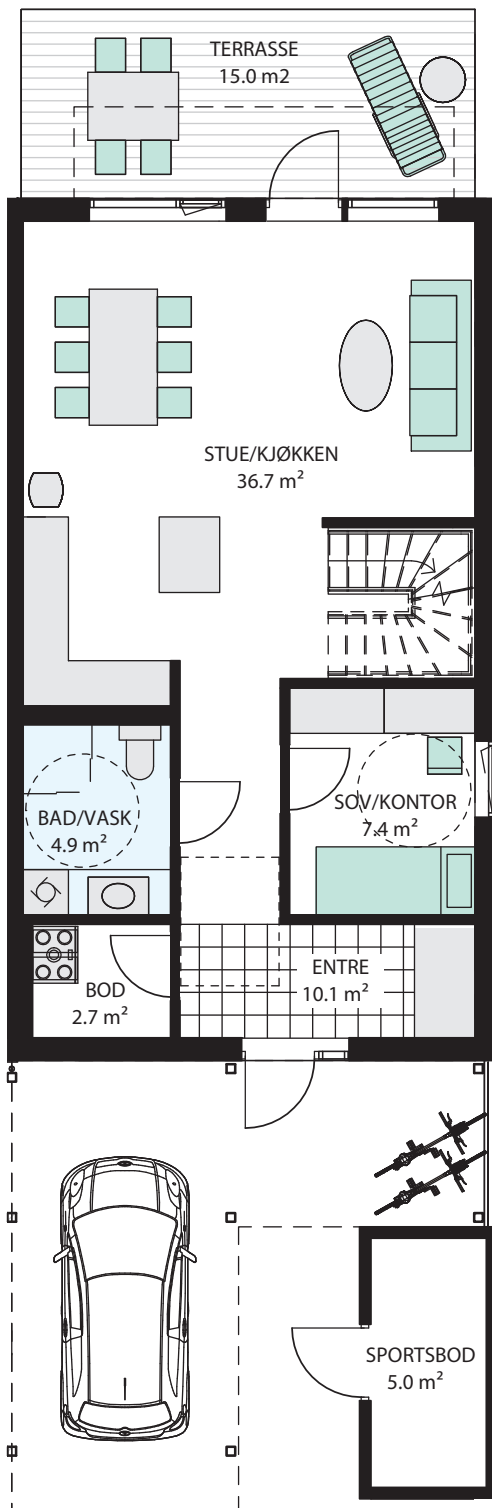 TERRASSE
15.0 m2
STUE/KJØKKEN
36.7 m²
BAD/VASK
4.9 m²
SOV/KONTOR
7.4 m²
BOD
2.7 m²
ENTRE
10.1 m²
SPORTSBOD
5.0 m²